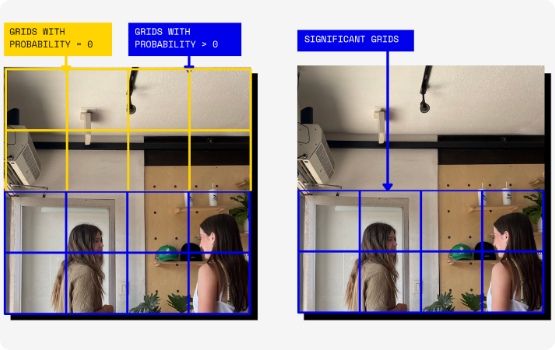 GRIDS WITH
PROBABILITY = 0
GRIDS WITH
PROBABILITY > 0
SIGNIFICANT GRIDS